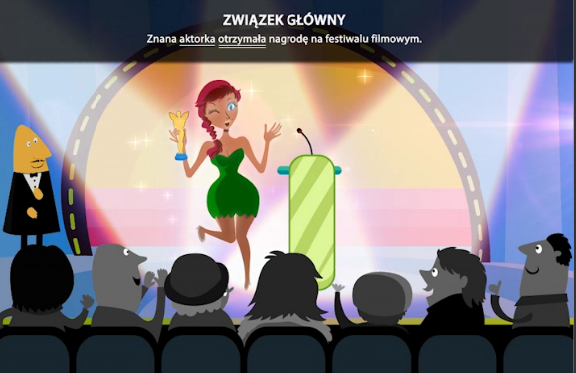 ZWIĄZEK GŁÓWNY
Znana aktorka otrzymała nagrodę na festiwalu filmowym.